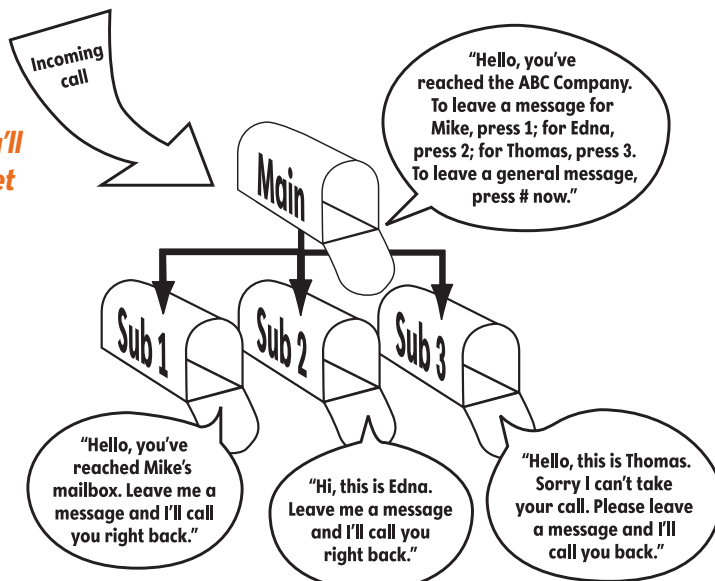 Incoming
call
'll
et
"Hello, you've
reached the ABC Company.
To leave a message for
Mike, press 1; for Edna,
press 2; for Thomas, press 3.
To leave a general message,
press # now."
Main
Sub 1
Sub 2
Sub 3
"Hello, you've
reached Mike's
mailbox. Leave me a
message and I'll call
you right back."
"Hi, this is Edna.
Leave me a message
and I'll call you
right back."
"Hello, this is Thomas.
Sorry I can't take
your call. Please leave
a message and I'll
call you back."